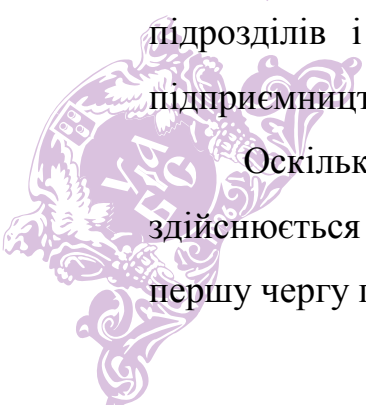 підрозділів і
підприємницт
Оскільк
здійснюється
першу чергу